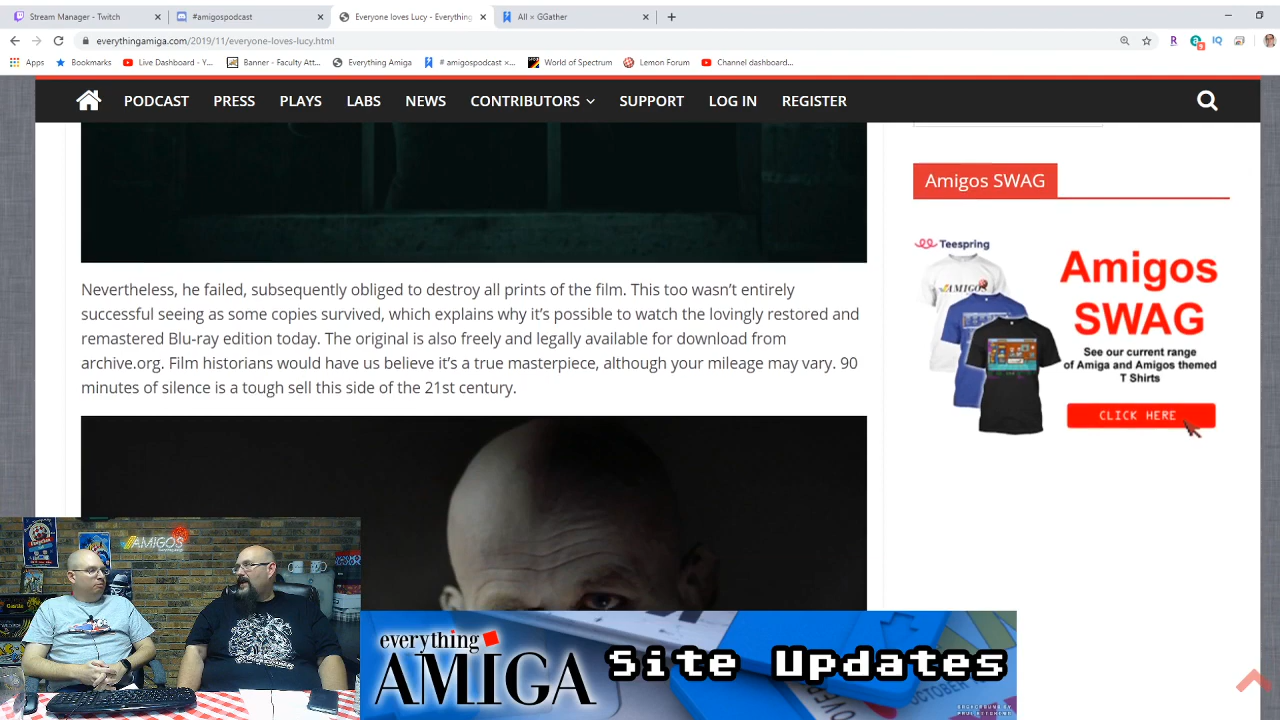 Stream Manager - Twitch
#amigospodcast
Everyone loves Lucy - Everything
All × GGather
everythingamiga.com/2019/11/everyone-loves-lucy.html
Apps
Bookmarks
Live Dashboard - Y...
Banner - Faculty Att...
Everything Amiga
# amigospodcast ×...
World of Spectrum
Lemon Forum
Channel dashboard...
PODCAST
PRESS
PLAYS
LABS
NEWS
CONTRIBUTORS
SUPPORT
LOG IN
REGISTER
Nevertheless, he failed, subsequently obliged to destroy all prints of the film. This too wasn't entirely
successful seeing as some copies survived, which explains why it's possible to watch the lovingly restored and
remastered Blu-ray edition today. The original is also freely and legally available for download from
archive.org. Film historians would have us believe it's a true masterpiece, although your mileage may vary. 90
minutes of silence is a tough sell this side of the 21st century.
Amigos SWAG
Teespring
Amigos
SWAG
See our current range
of Amiga and Amigos themed
T Shirts
CLICK HERE
AMIGOS
everything
AMIGA
Site Updates
OCTOBER